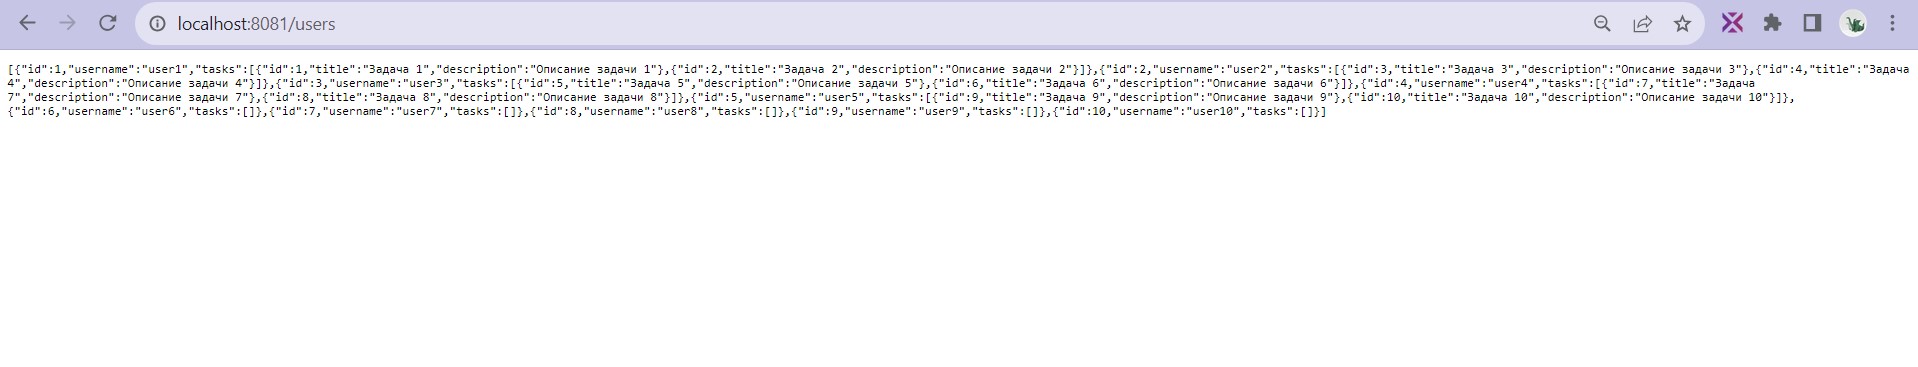 localhost:8081/users
[{"id":1,"username":"user1","tasks":[{"id":1,"title":"Задача 1","description":"Описание задачи 1"},{"id":2,"title":"Задача 2","description":"Описание задачи 2"}]},{"id":2,"username":"user2","tasks":[{"id":3,"title":"Задача 3","description":"Описание задачи 3"},{"id":4,"title":"Задача
4","description":"Описание задачи 4"}]},{"id":3,"username":"user3","tasks":[{"id":5,"title":"Задача 5","description":"Описание задачи 5"},{"id":6,"title":"Задача 6","description":"Описание задачи 6"}]},{"id":4,"username":"user4","tasks":[{"id":7,"title":"Задача
7","description":"Описание задачи 7"},{"id":8,"title":"Задача 8","description":"Описание задачи 8"}]},{"id":5,"username":"user5","tasks":[{"id":9,"title":"Задача 9","description":"Описание задачи 9"},{"id":10,"title":"Задача 10","description":"Описание задачи 10"}]},
{"id":6,"username":"user6","tasks":[]},{"id":7,"username":"user7","tasks":[]},{"id":8,"username":"user8","tasks":[]},{"id":9,"username":"user9","tasks":[]},{"id":10,"username":"user10","tasks":[]}]